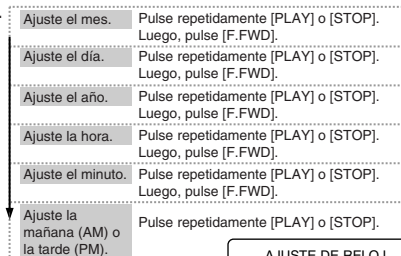 Ajuste el mes. Pulse repetidamente [PLAY] o [STOP].
Luego, pulse [F.FWD].
Ajuste el día. Pulse repetidamente [PLAY] o [STOP].
Luego, pulse [F.FWD].
Ajuste el año. Pulse repetidamente [PLAY] o [STOP].
Luego, pulse [F.FWD].
Ajuste la hora. Pulse repetidamente [PLAY] o [STOP].
Luego, pulse [F.FWD].
Ajuste el minuto. Pulse repetidamente [PLAY] o [STOP].
Luego, pulse [F.FWD].
Ajuste la
mañana (AM) o
la tarde (PM).
Pulse repetidamente [PLAY] o [STOP].
AJUSTE DE RELOJ